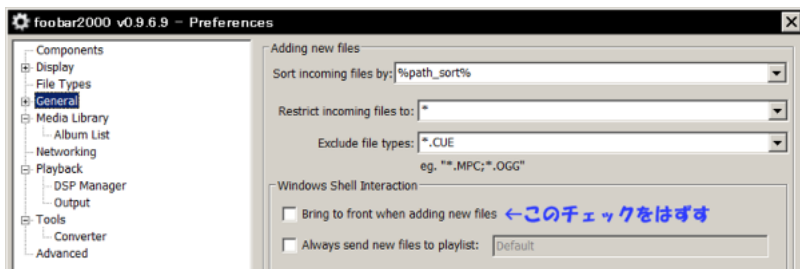 foobar2000 v0.9.6.9 - Preferences
Components
Display
File Types
General
Media Library
Album List
Networking
Playback
DSP Manager
Output
Tools
Converter
Advanced
Adding new files
Sort incoming files by: %path_sort%
Restrict incoming files to: *
Exclude file types: *.CUE
eg. "*.MPC;*.OGG"
Windows Shell Interaction
Bring to front when adding new files ←このチェックをはずす
Always send new files to playlist: Default